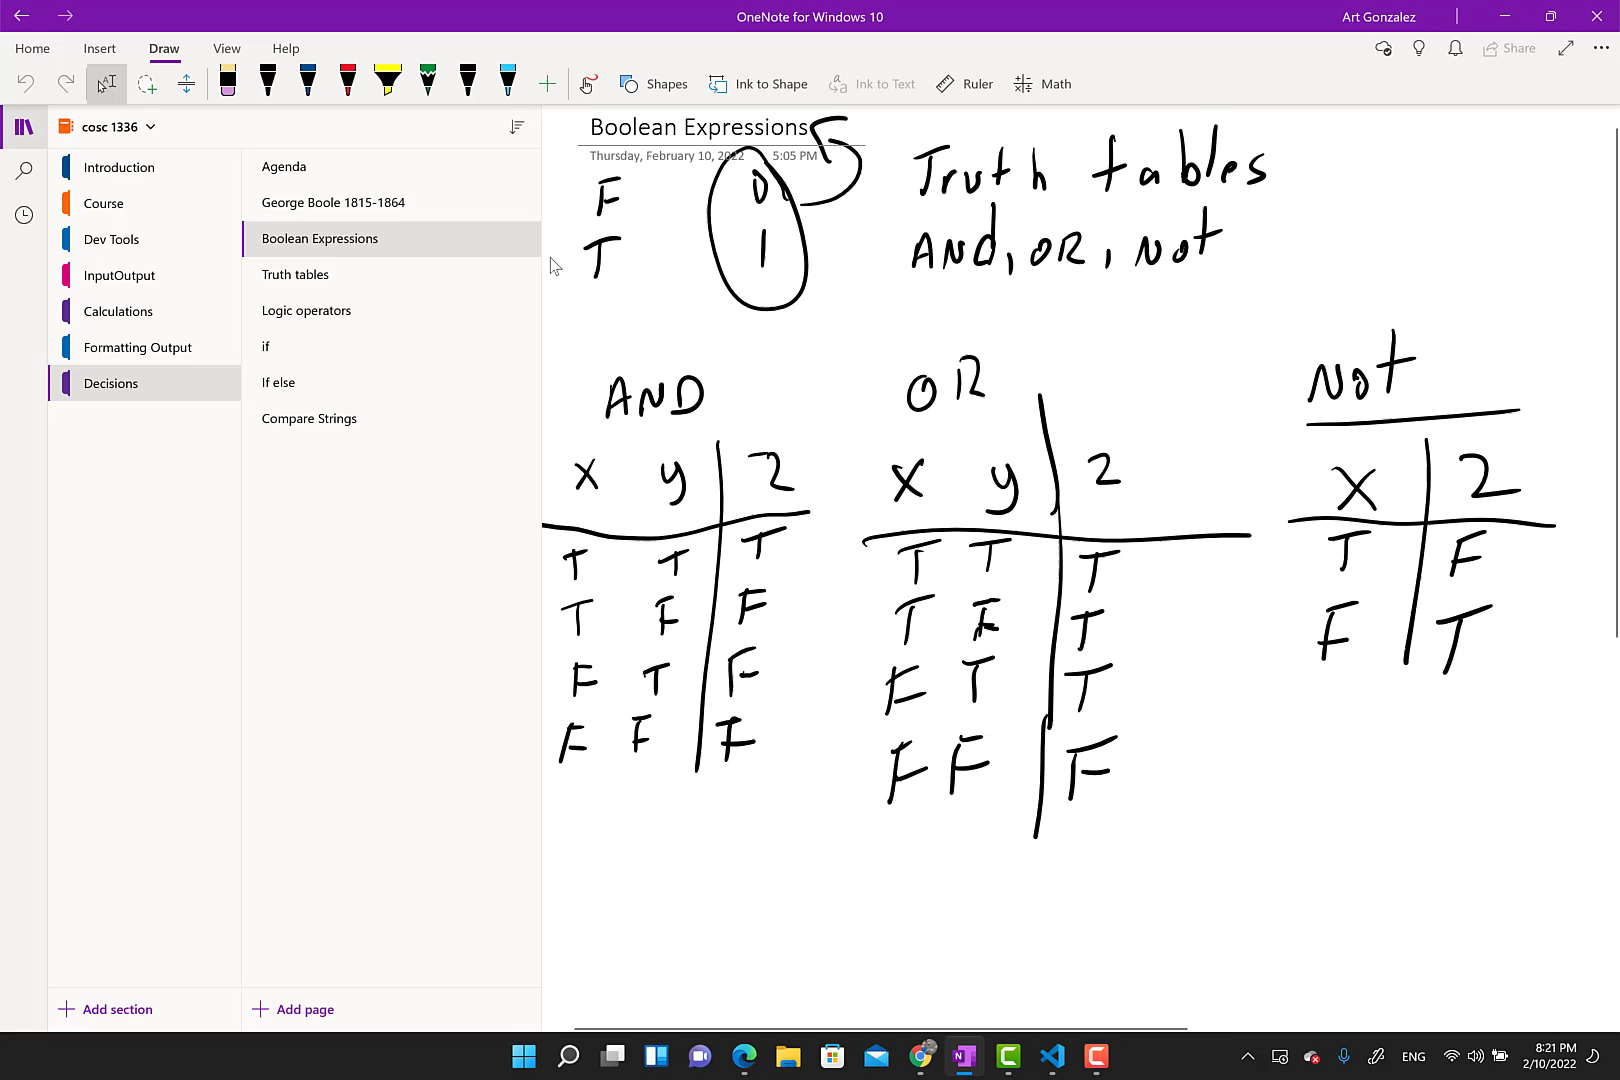 OneNote for Windows 10
Art Gonzalez
Home Insert Draw View Help
Share
Shapes Ink to Shape Ink to Text Ruler Math
cosc 1336
Introduction
Course
Dev Tools
InputOutput
Calculations
Formatting Output
Decisions
Agenda
George Boole 1815-1864
Boolean Expressions
Truth tables
Logic operators
if
If else
Compare Strings
Add section
Add page
Boolean Expressions
Thursday, February 10, 2022 5:05 PM
F 0
T 1
Truth tables
AND, OR, Not
AND
x y z
T T T
T F F
F T F
F F F
OR
x y z
T T T
T F T
F T T
F F F
Not
x z
T F
F T
ENG
8:21 PM
2/10/2022